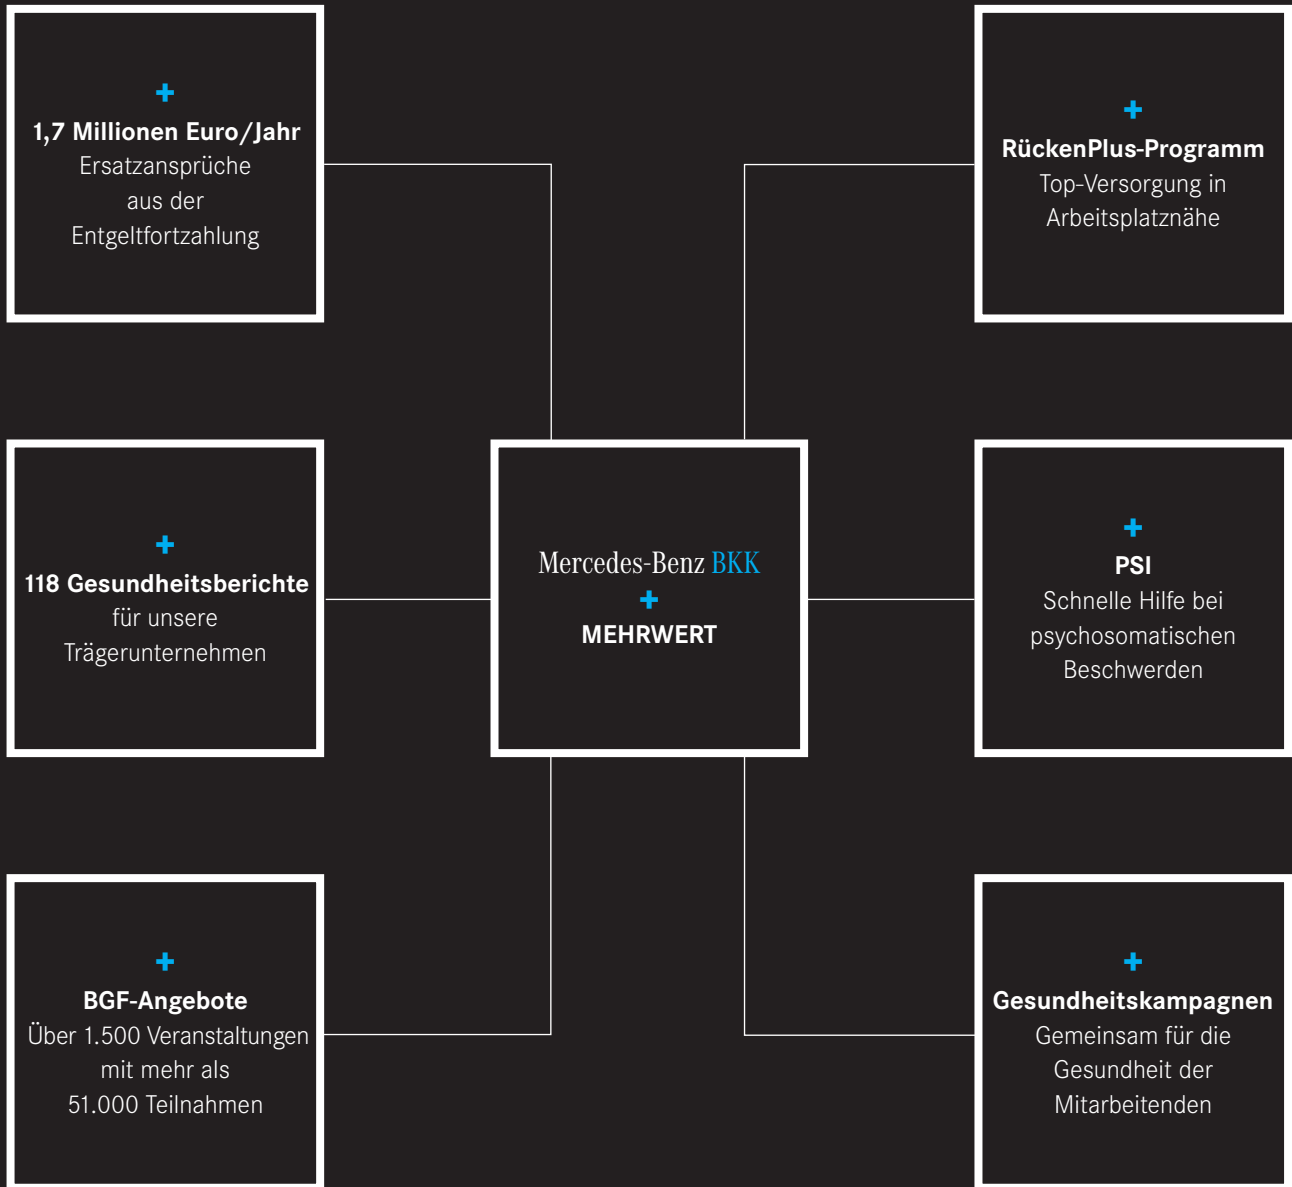 +
1,7 Millionen Euro/Jahr
Ersatzansprüche
aus der
Entgeltfortzahlung
+
RückenPlus-Programm
Top-Versorgung in
Arbeitsplatznähe
+
118 Gesundheitsberichte
für unsere
Trägerunternehmen
Mercedes-Benz BKK
+
MEHRWERT
+
PSI
Schnelle Hilfe bei
psychosomatischen
Beschwerden
+
BGF-Angebote
Über 1.500 Veranstaltungen
mit mehr als
51.000 Teilnahmen
+
Gesundheitskampagnen
Gemeinsam für die
Gesundheit der
Mitarbeitenden